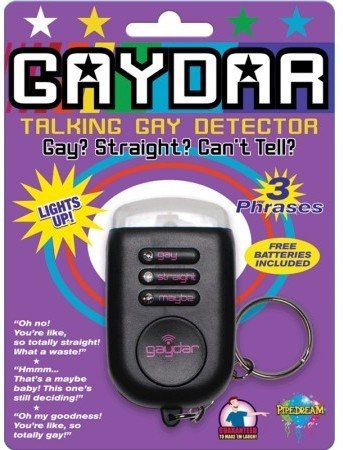 GAYDAR
TALKING GAY DETECTOR
Gay? Straight? Can't Tell?
LIGHTS
UP!
3
Phrases
FREE
BATTERIES
INCLUDED
gay
straight
maybe
gaydar
"Oh no!
You're like,
so totally straight!
What a waste!"
"Hmmm...
That's a maybe
baby! This one's
still deciding!"
"Oh my goodness!
You're like, so
totally gay!"
GUARANTEED
TO MAKE 'EM LAUGH!
PIPEDREAM